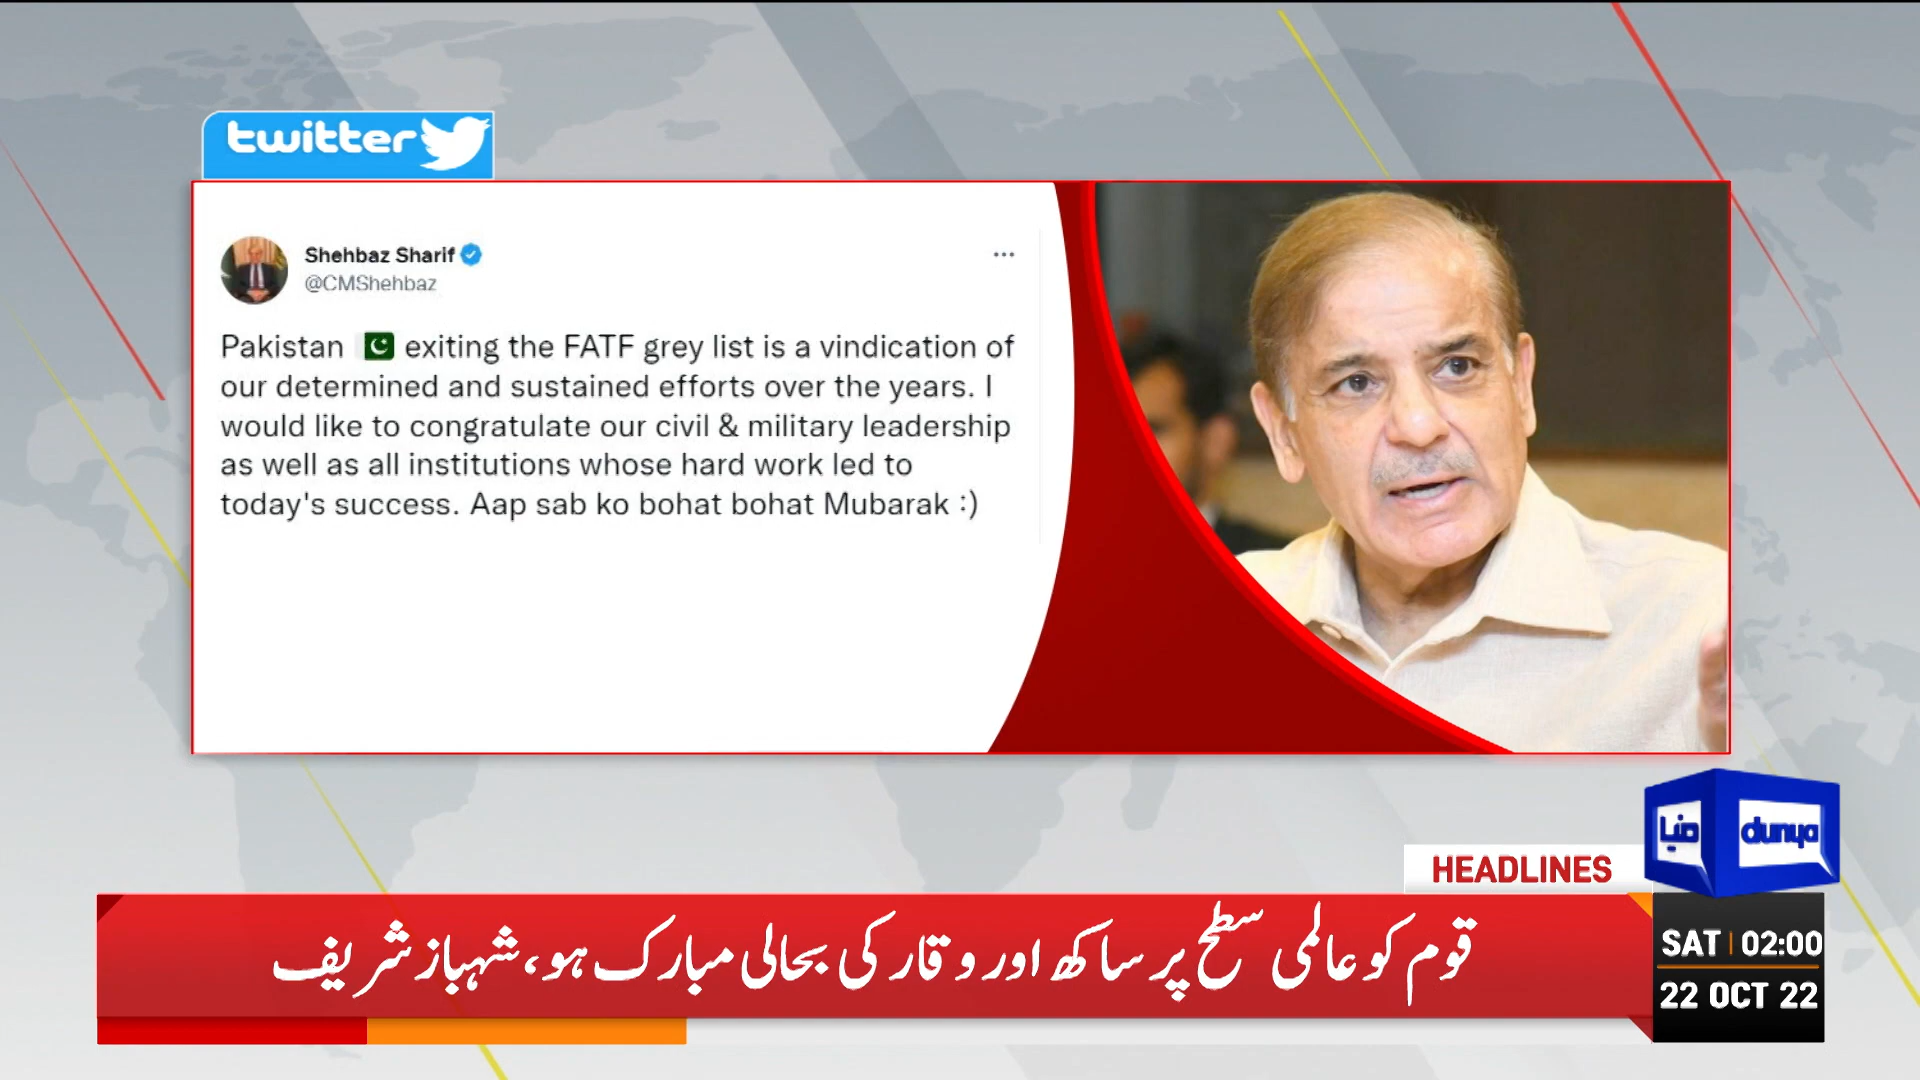 twitter
Shehbaz Sharif
@CMShehbaz
Pakistan 🇵🇰 exiting the FATF grey list is a vindication of
our determined and sustained efforts over the years. I
would like to congratulate our civil & military leadership
as well as all institutions whose hard work led to
today's success. Aap sab ko bohat bohat Mubarak :)
دنیا
dunya
HEADLINES
قوم کو عالمی سطح پر ساکھ اور وقار کی بحالی مبارک ہو، شہباز شریف
SAT 02:00
22 OCT 22